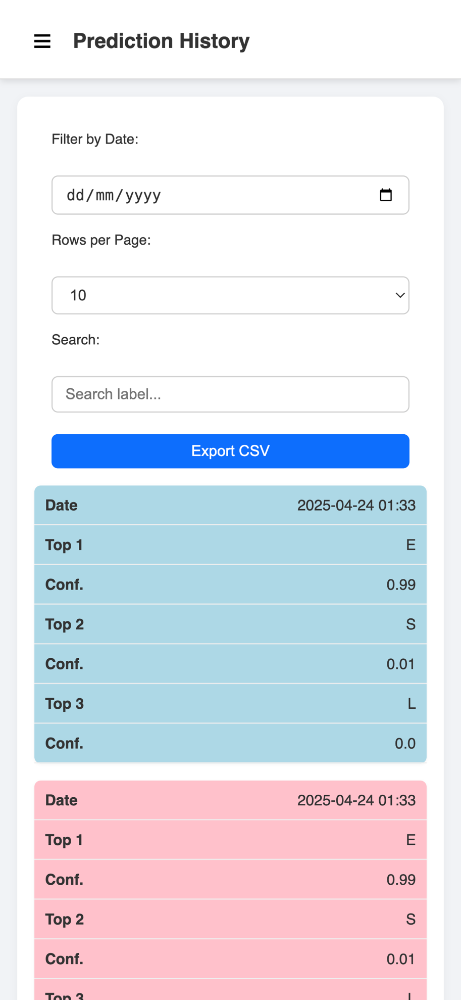 Prediction History
Filter by Date:
dd/mm/yyyy
Rows per Page:
10
Search:
Search label...
Export CSV
Date 2025-04-24 01:33
Top 1 E
Conf. 0.99
Top 2 S
Conf. 0.01
Top 3 L
Conf. 0.0
Date 2025-04-24 01:33
Top 1 E
Conf. 0.99
Top 2 S
Conf. 0.01
Top 3